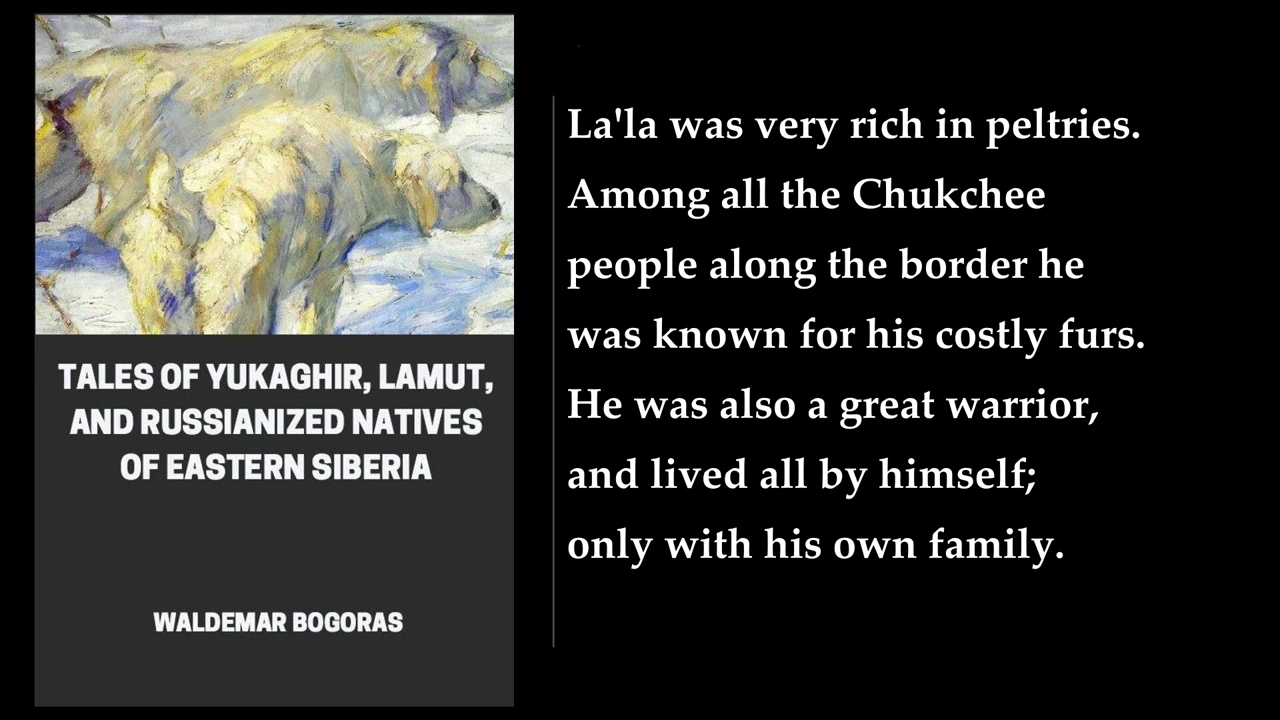 TALES OF YUKAGHIR, LAMUT,
AND RUSSIANIZED NATIVES
OF EASTERN SIBERIA
WALDEMAR BOGORAS
La'la was very rich in peltries.
Among all the Chukchee
people along the border he
was known for his costly furs.
He was also a great warrior,
and lived all by himself;
only with his own family.